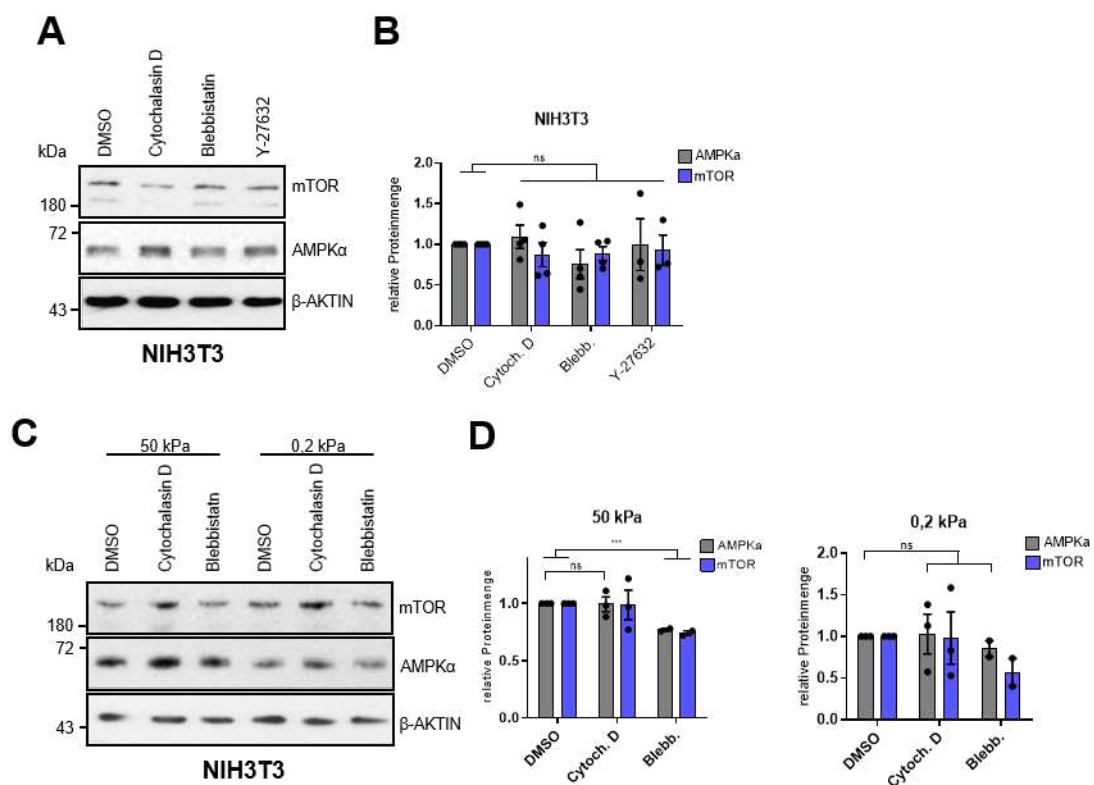 A
DMSO
Cytochalasin D
Blebbistatin
Y-27632
kDa
mTOR
180
72
AMPKα
β-AKTIN
43
NIH3T3
B
NIH3T3
AMPKa
mTOR
ns
relative Proteinmenge
2.0
1.5
1.0
0.5
0.0
DMSO
Cytoch. D
Blebb.
Y-27632
C
50 kPa
0,2 kPa
DMSO
Cytochalasin D
Blebbistatn
DMSO
Cytochalasin D
Blebbistatin
kDa
mTOR
180
72
AMPKα
β-AKTIN
43
NIH3T3
D
50 kPa
AMPKa
mTOR
***
ns
relative Proteinmenge
1.5
1.0
0.5
0.0
DMSO
Cytoch. D
Blebb.
0,2 kPa
AMPKa
mTOR
ns
relative Proteinmenge
2.0
1.5
1.0
0.5
0.0
DMSO
Cytoch. D
Blebb.